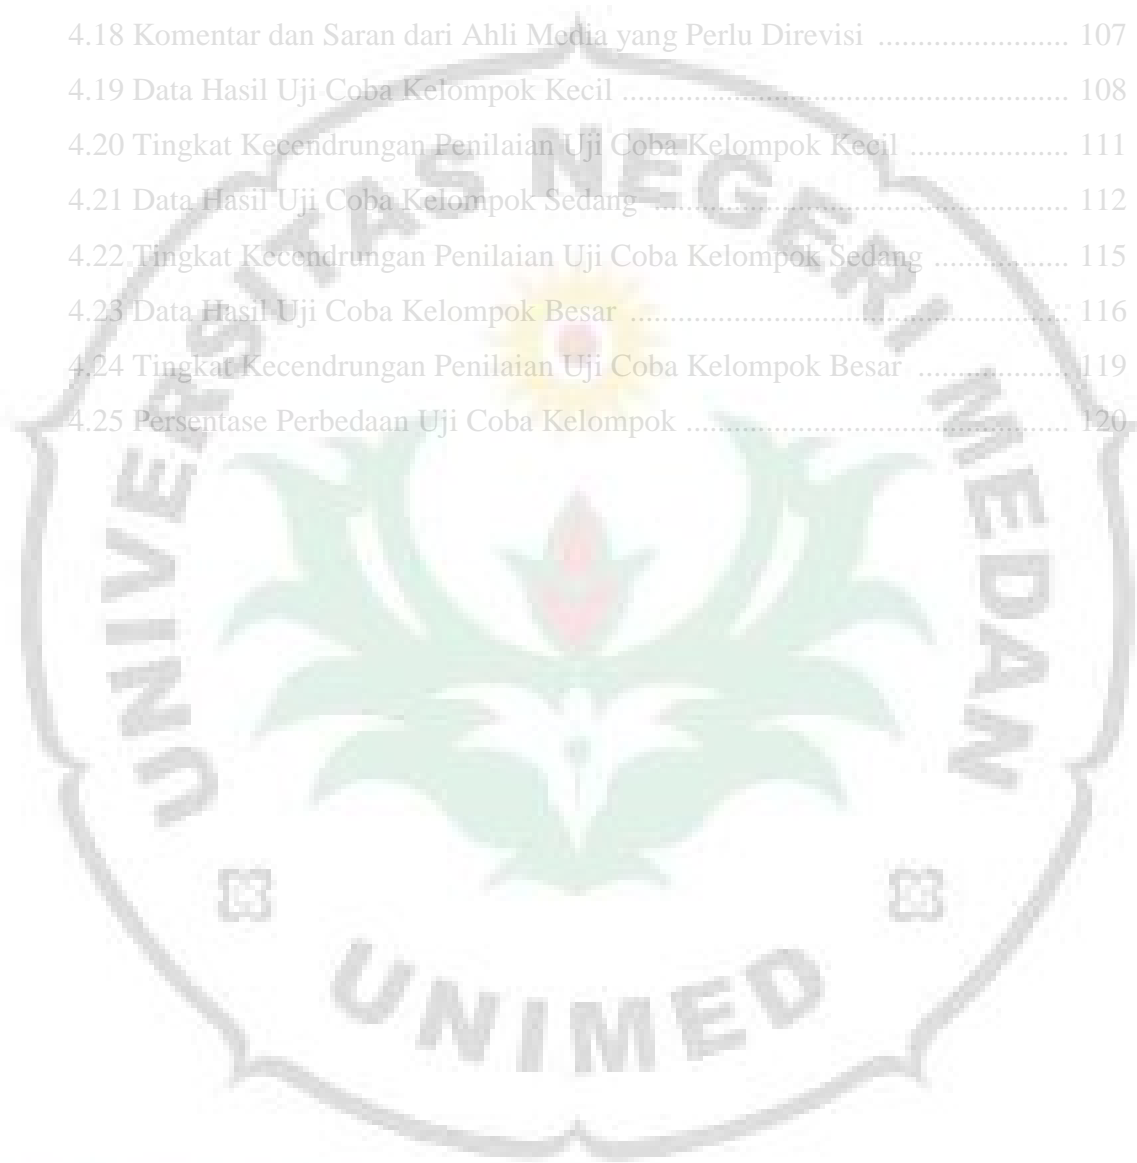 4.18 Komentar dan Saran dari Ahli Media yang Perlu Direvisi ........................ 107
4.19 Data Hasil Uji Coba Kelompok Kecil ........................................................ 108
4.20 Tingkat Kecendrungan Penilaian Uji Coba Kelompok Kecil .................... 111
4.21 Data Hasil Uji Coba Kelompok Sedang ..................................................... 112
4.22 Tingkat Kecendrungan Penilaian Uji Coba Kelompok Sedang ................. 115
4.23 Data Hasil Uji Coba Kelompok Besar ....................................................... 116
4.24 Tingkat Kecendrungan Penilaian Uji Coba Kelompok Besar ................... 119
4.25 Persentase Perbedaan Uji Coba Kelompok ................................................ 120
UNIVERSITAS NEGERI MEDAN
UNIMED